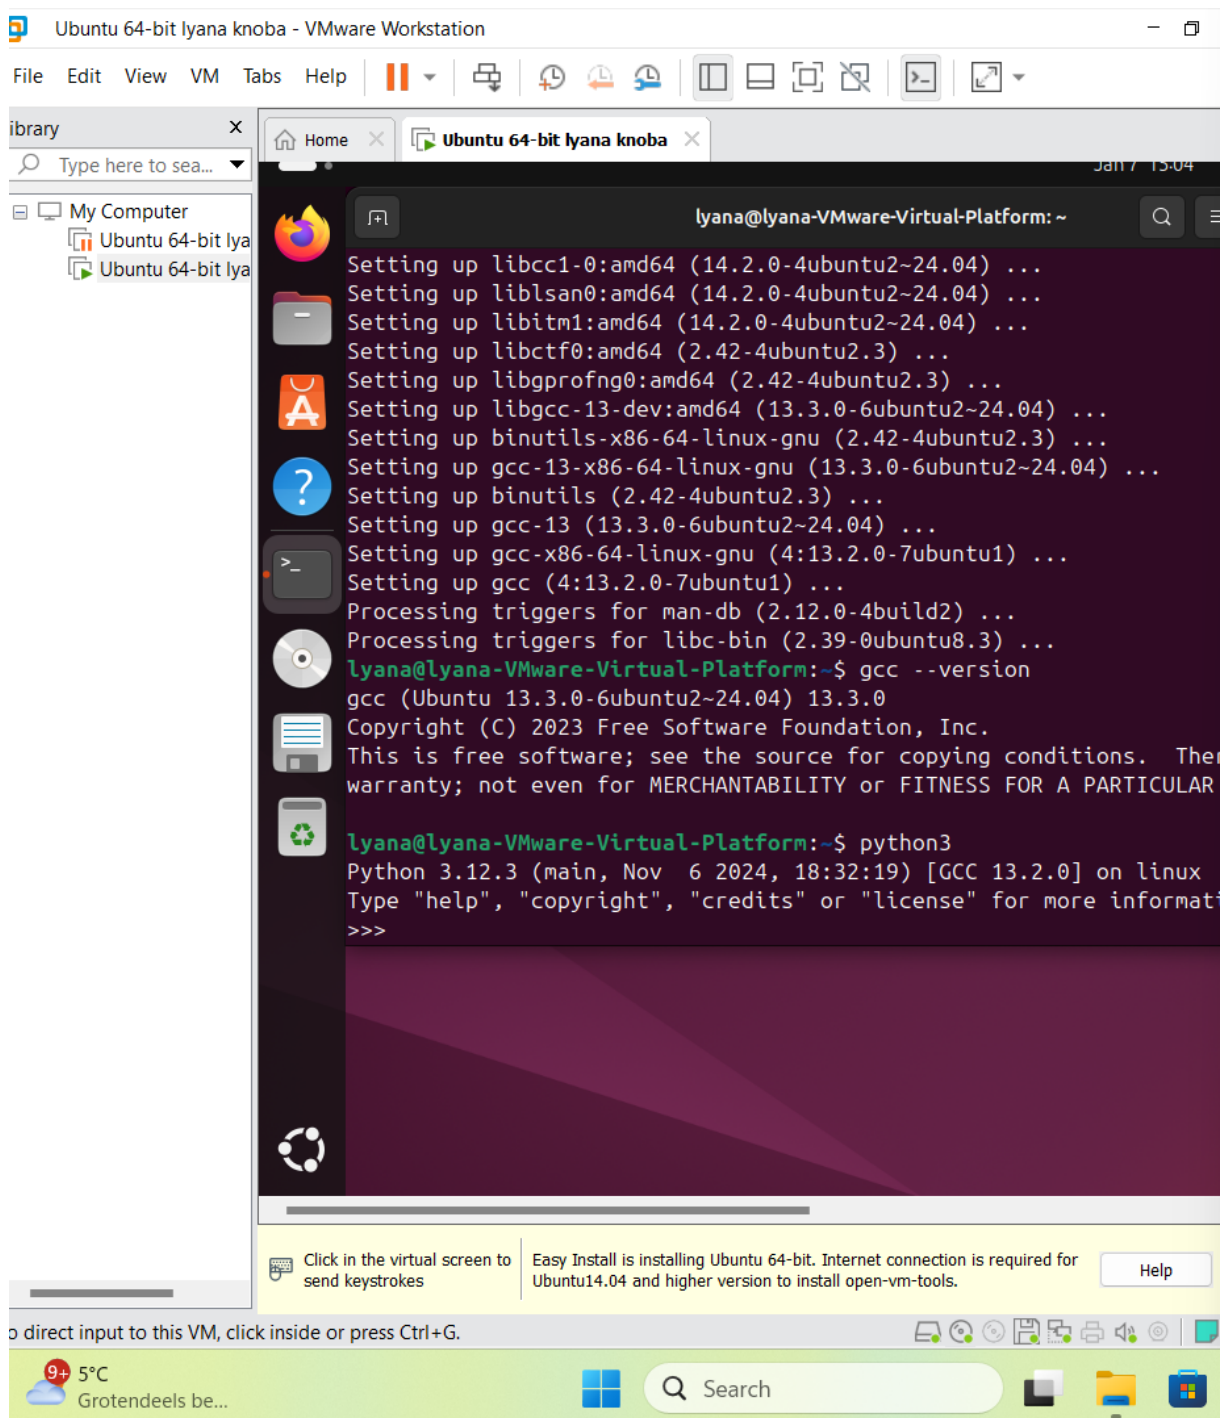 Ubuntu 64-bit lyana knoba - VMware Workstation
File Edit View VM Tabs Help
ibrary X
Home
Ubuntu 64-bit lyana knoba
Type here to sea...
Jan 7 15:04
My Computer
Ubuntu 64-bit lya
Ubuntu 64-bit lya
lyana@lyana-VMware-Virtual-Platform: ~
Setting up libcc1-0:amd64 (14.2.0-4ubuntu2~24.04) ...
Setting up liblsan0:amd64 (14.2.0-4ubuntu2~24.04) ...
Setting up libitm1:amd64 (14.2.0-4ubuntu2~24.04) ...
Setting up libctf0:amd64 (2.42-4ubuntu2.3) ...
Setting up libgprofng0:amd64 (2.42-4ubuntu2.3) ...
Setting up libgcc-13-dev:amd64 (13.3.0-6ubuntu2~24.04) ...
Setting up binutils-x86-64-linux-gnu (2.42-4ubuntu2.3) ...
Setting up gcc-13-x86-64-linux-gnu (13.3.0-6ubuntu2~24.04) ...
Setting up binutils (2.42-4ubuntu2.3) ...
Setting up gcc-13 (13.3.0-6ubuntu2~24.04) ...
Setting up gcc-x86-64-linux-gnu (4:13.2.0-7ubuntu1) ...
Setting up gcc (4:13.2.0-7ubuntu1) ...
Processing triggers for man-db (2.12.0-4build2) ...
Processing triggers for libc-bin (2.39-0ubuntu8.3) ...
lyana@lyana-VMware-Virtual-Platform:~$ gcc --version
gcc (Ubuntu 13.3.0-6ubuntu2~24.04) 13.3.0
Copyright (C) 2023 Free Software Foundation, Inc.
This is free software; see the source for copying conditions.  Ther
warranty; not even for MERCHANTABILITY or FITNESS FOR A PARTICULAR
lyana@lyana-VMware-Virtual-Platform:~$ python3
Python 3.12.3 (main, Nov  6 2024, 18:32:19) [GCC 13.2.0] on linux
Type "help", "copyright", "credits" or "license" for more informati
>>>
Click in the virtual screen to
send keystrokes
Easy Install is installing Ubuntu 64-bit. Internet connection is required for
Ubuntu14.04 and higher version to install open-vm-tools.
Help
o direct input to this VM, click inside or press Ctrl+G.
9+
5°C
Grotendeels be...
Search